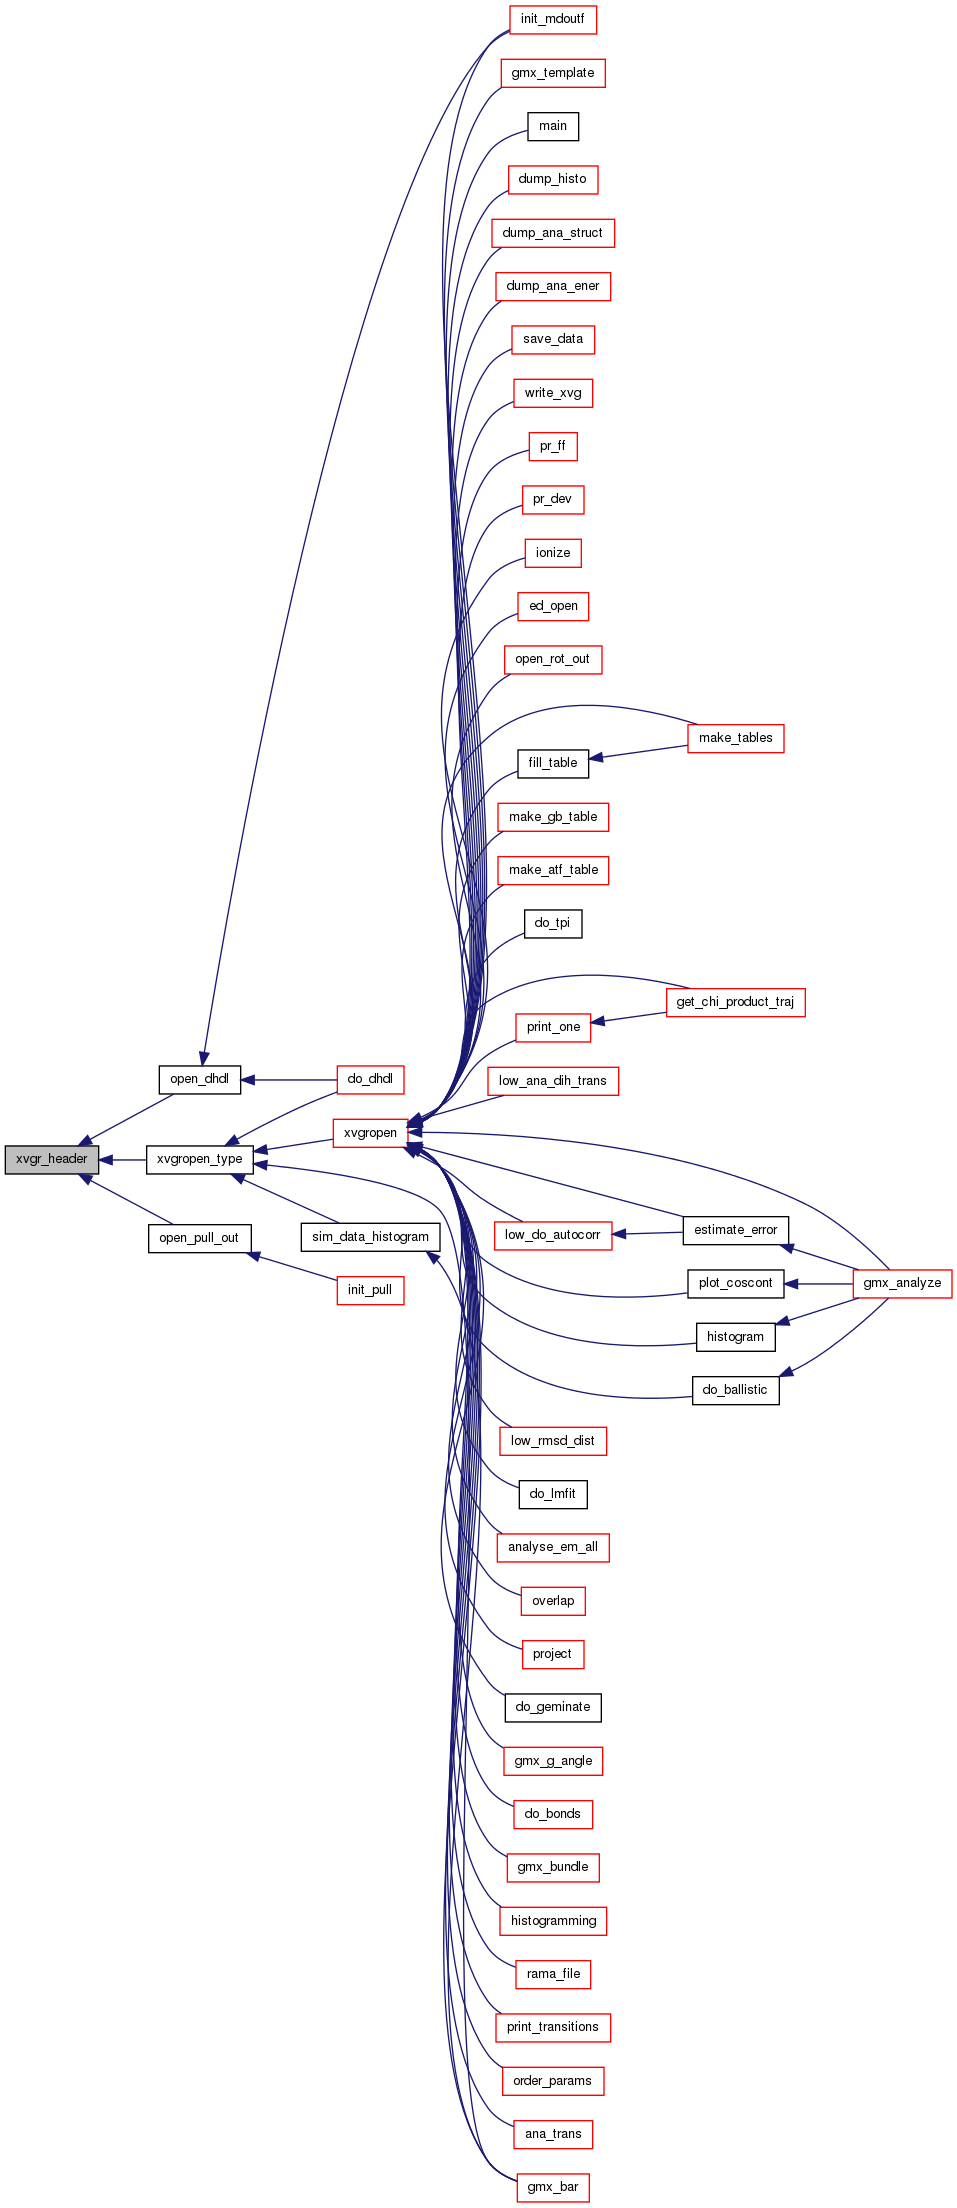 init_mdoutf
gmx_template
main
dump_histo
dump_ana_struct
dump_ana_ener
save_data
write_xvg
pr_ff
pr_dev
ionize
ed_open
open_rot_out
make_tables
fill_table
make_gb_table
make_atf_table
do_tpi
get_chi_product_traj
print_one
open_dhdl
do_dhdl
low_ana_dih_trans
xvgropen
xvgr_header
xvgropen_type
open_pull_out
sim_data_histogram
low_do_autocorr
estimate_error
init_pull
plot_coscont
gmx_analyze
histogram
do_ballistic
low_rmsd_dist
do_lmfit
analyse_em_all
overlap
project
do_geminate
gmx_g_angle
do_bonds
gmx_bundle
histogramming
rama_file
print_transitions
order_params
ana_trans
gmx_bar